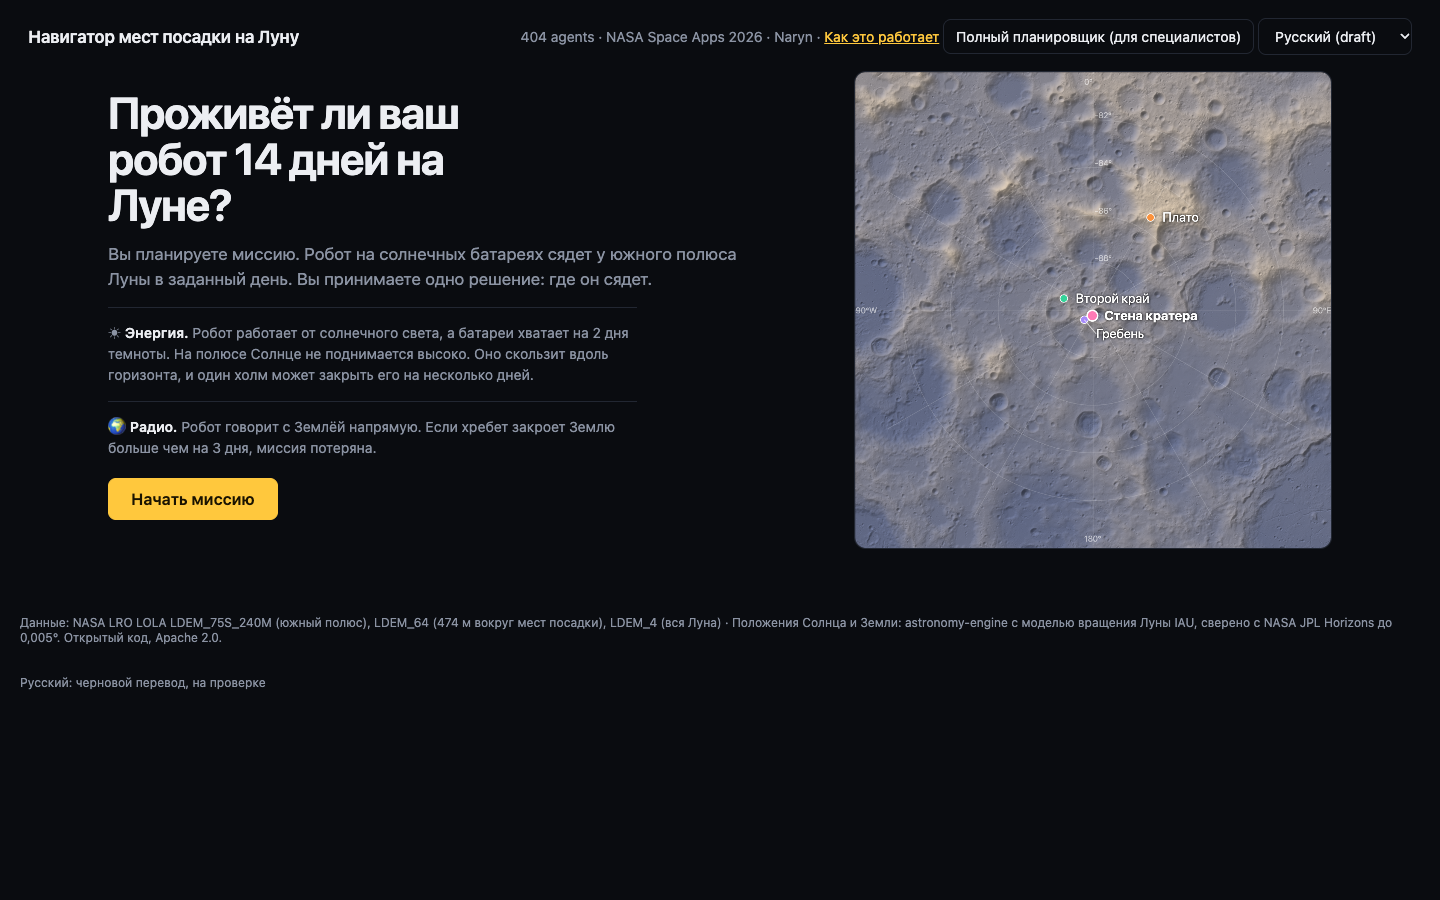 Навигатор мест посадки на Луну
404 agents · NASA Space Apps 2026 · Naryn · Как это работает
Полный планировщик (для специалистов)
Русский (draft)
Проживёт ли ваш
робот 14 дней на
Луне?
Вы планируете миссию. Робот на солнечных батареях сядет у южного полюса
Луны в заданный день. Вы принимаете одно решение: где он сядет.
☀ Энергия. Робот работает от солнечного света, а батареи хватает на 2 дня
темноты. На полюсе Солнце не поднимается высоко. Оно скользит вдоль
горизонта, и один холм может закрыть его на несколько дней.
🌍 Радио. Робот говорит с Землёй напрямую. Если хребет закроет Землю
больше чем на 3 дня, миссия потеряна.
Начать миссию
0°
-82°
-84°
-86°
Плато
-88°
Второй край
90°W
Стена кратера
90°E
Гребень
180°
Данные: NASA LRO LOLA LDEM_75S_240M (южный полюс), LDEM_64 (474 м вокруг мест посадки), LDEM_4 (вся Луна) · Положения Солнца и Земли: astronomy-engine с моделью вращения Луны IAU, сверено с NASA JPL Horizons до
0,005°. Открытый код, Apache 2.0.
Русский: черновой перевод, на проверке